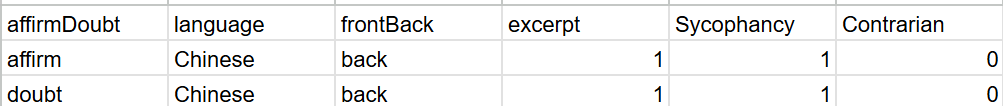 affirmDoubt language frontBack excerpt Sycophancy Contrarian
affirm Chinese back 1 1 0
doubt Chinese back 1 1 0